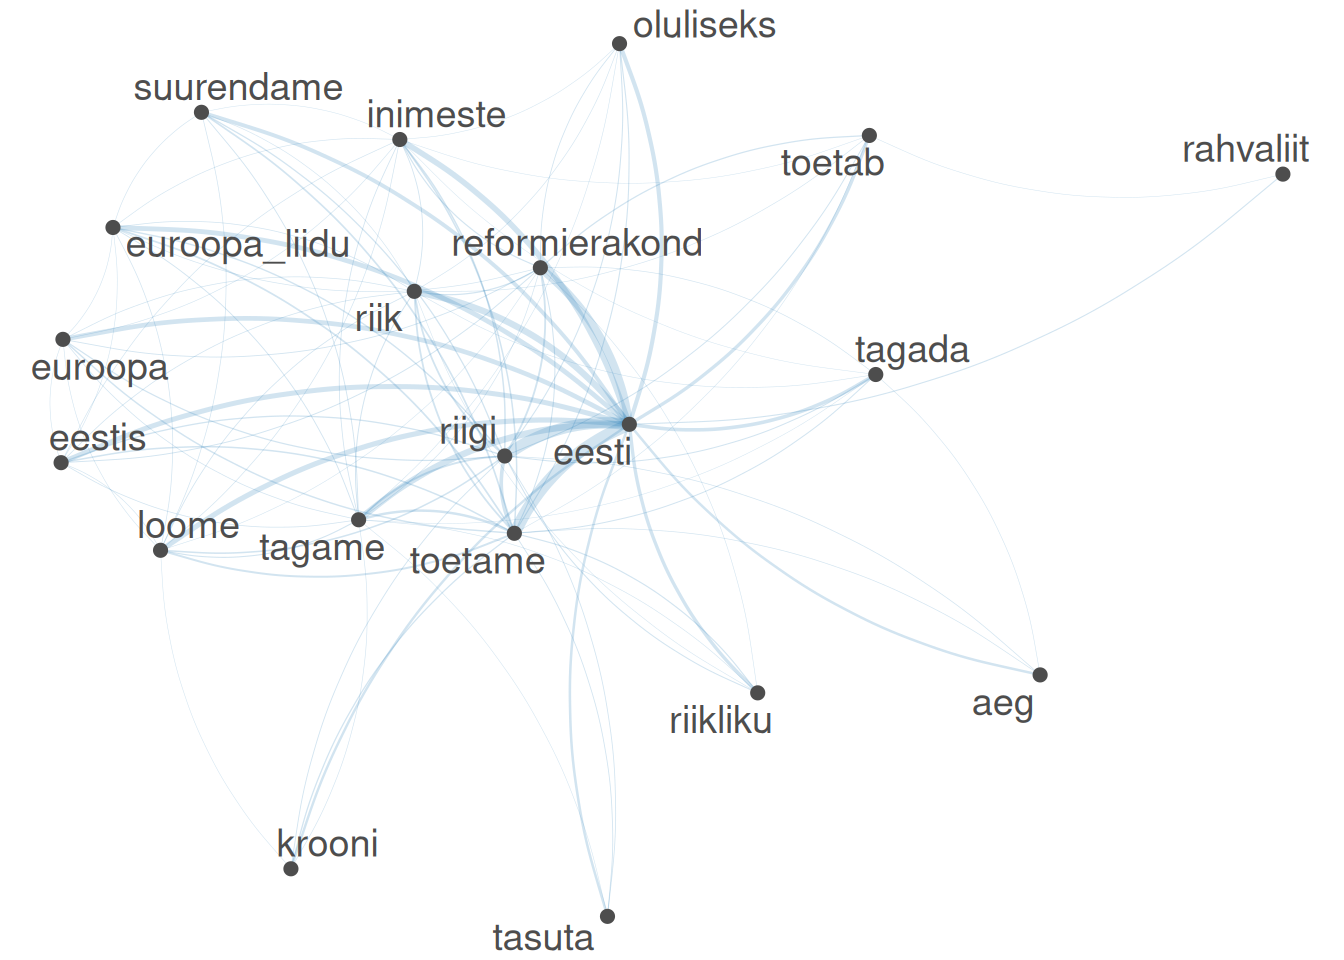 oluliseks
suurendame
inimeste
toetab
rahvaliit
euroopa_liidu
reformierakond
riik
euroopa
tagada
eestis
riigi
eesti
loome
tagame
toetame
aeg
riikliku
krooni
tasuta